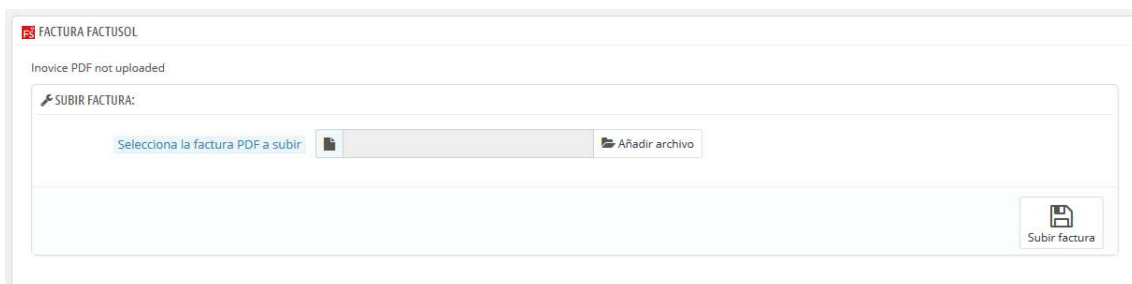 FS FACTURA FACTUSOL
Inovice PDF not uploaded
SUBIR FACTURA:
Selecciona la factura PDF a subir
Añadir archivo
Subir factura